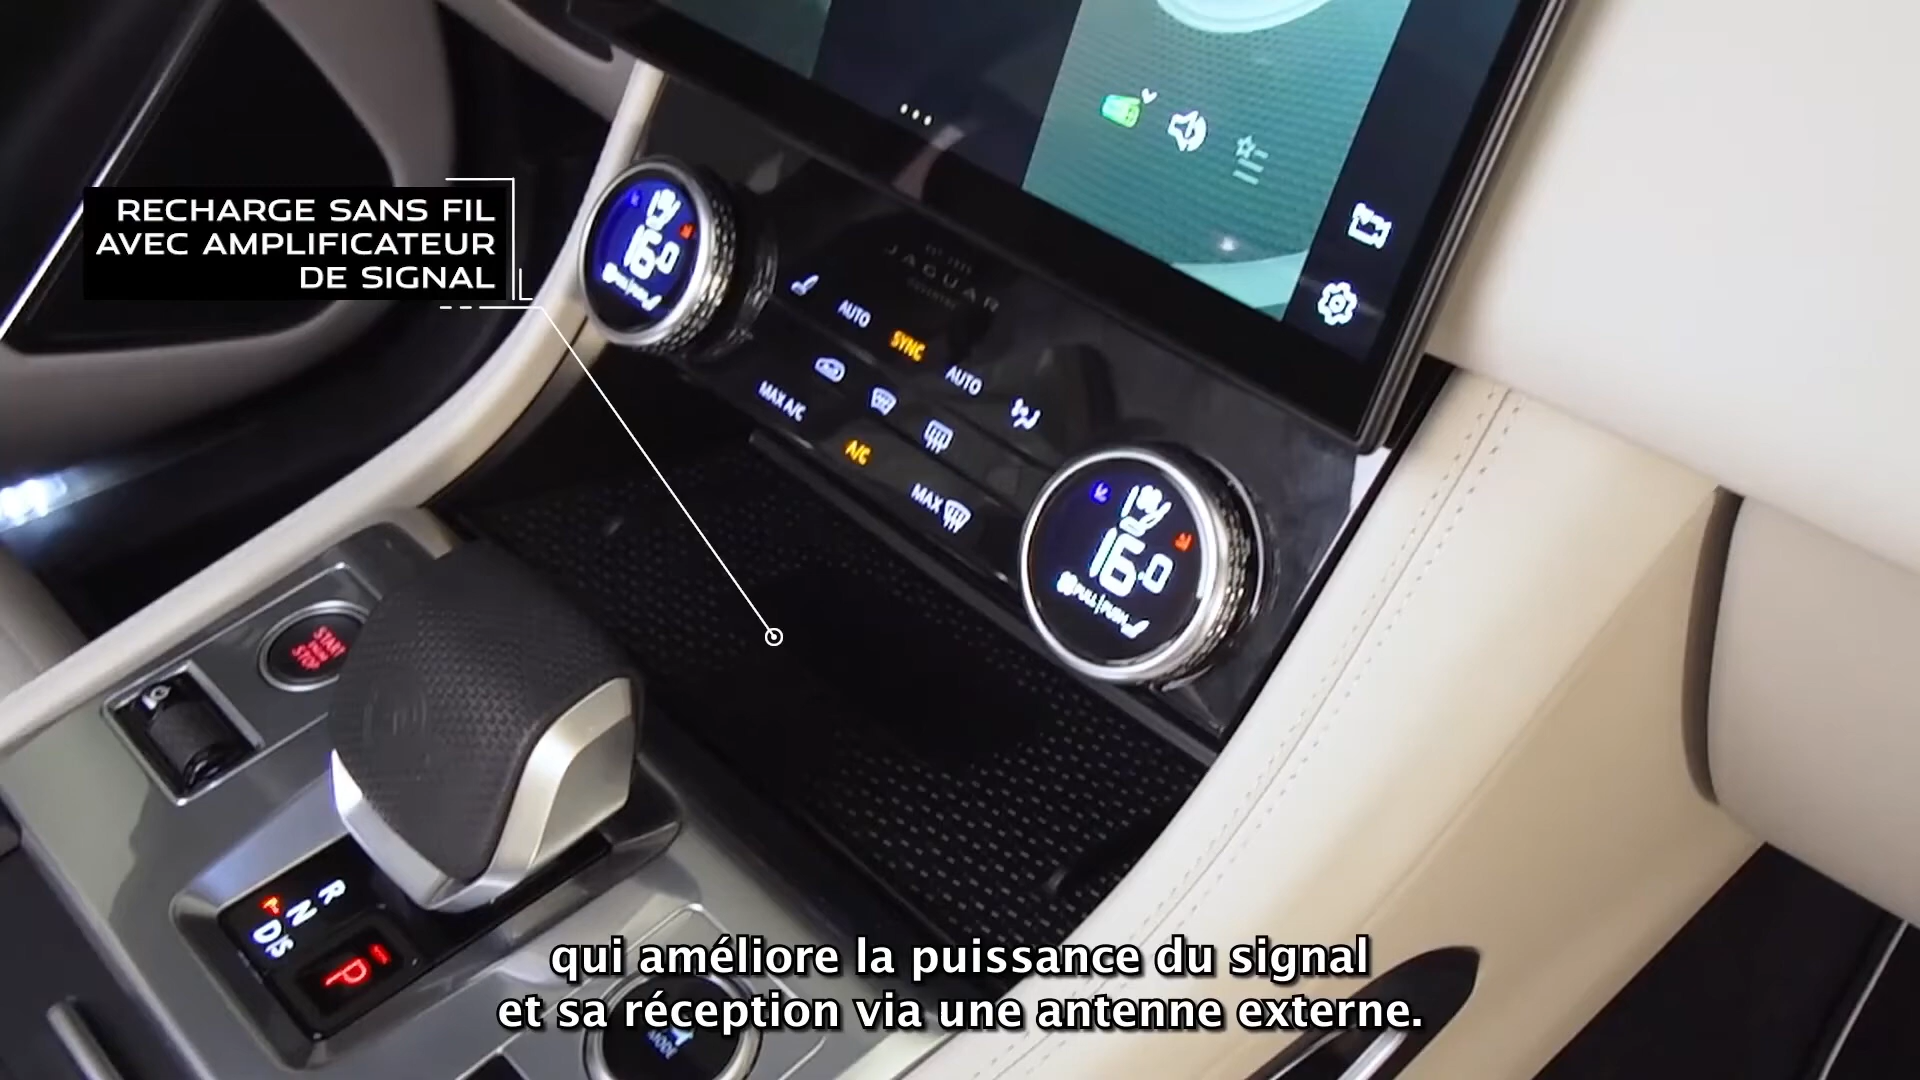 RECHARGE SANS FIL
AVEC AMPLIFICATEUR
DE SIGNAL
16.0
JAGUAR
AUTO
SYNC
AUTO
MAX A/C
A/C
MAX
16.0
START
STOP
R
N
D/S
P
qui améliore la puissance du signal
et sa réception via une antenne externe.